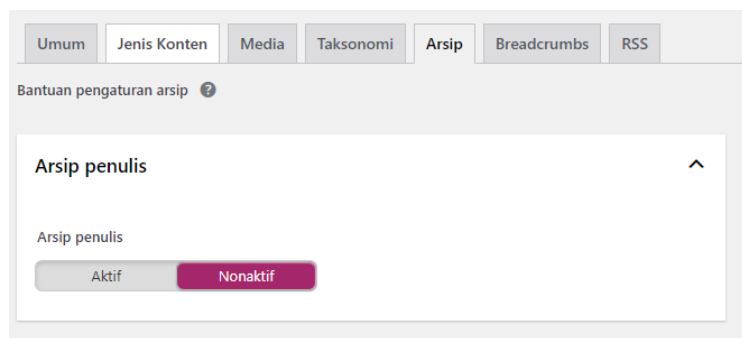 Umum Jenis Konten Media Taksonomi Arsip Breadcrumbs RSS
Bantuan pengaturan arsip ?
Arsip penulis
Arsip penulis
Aktif Nonaktif